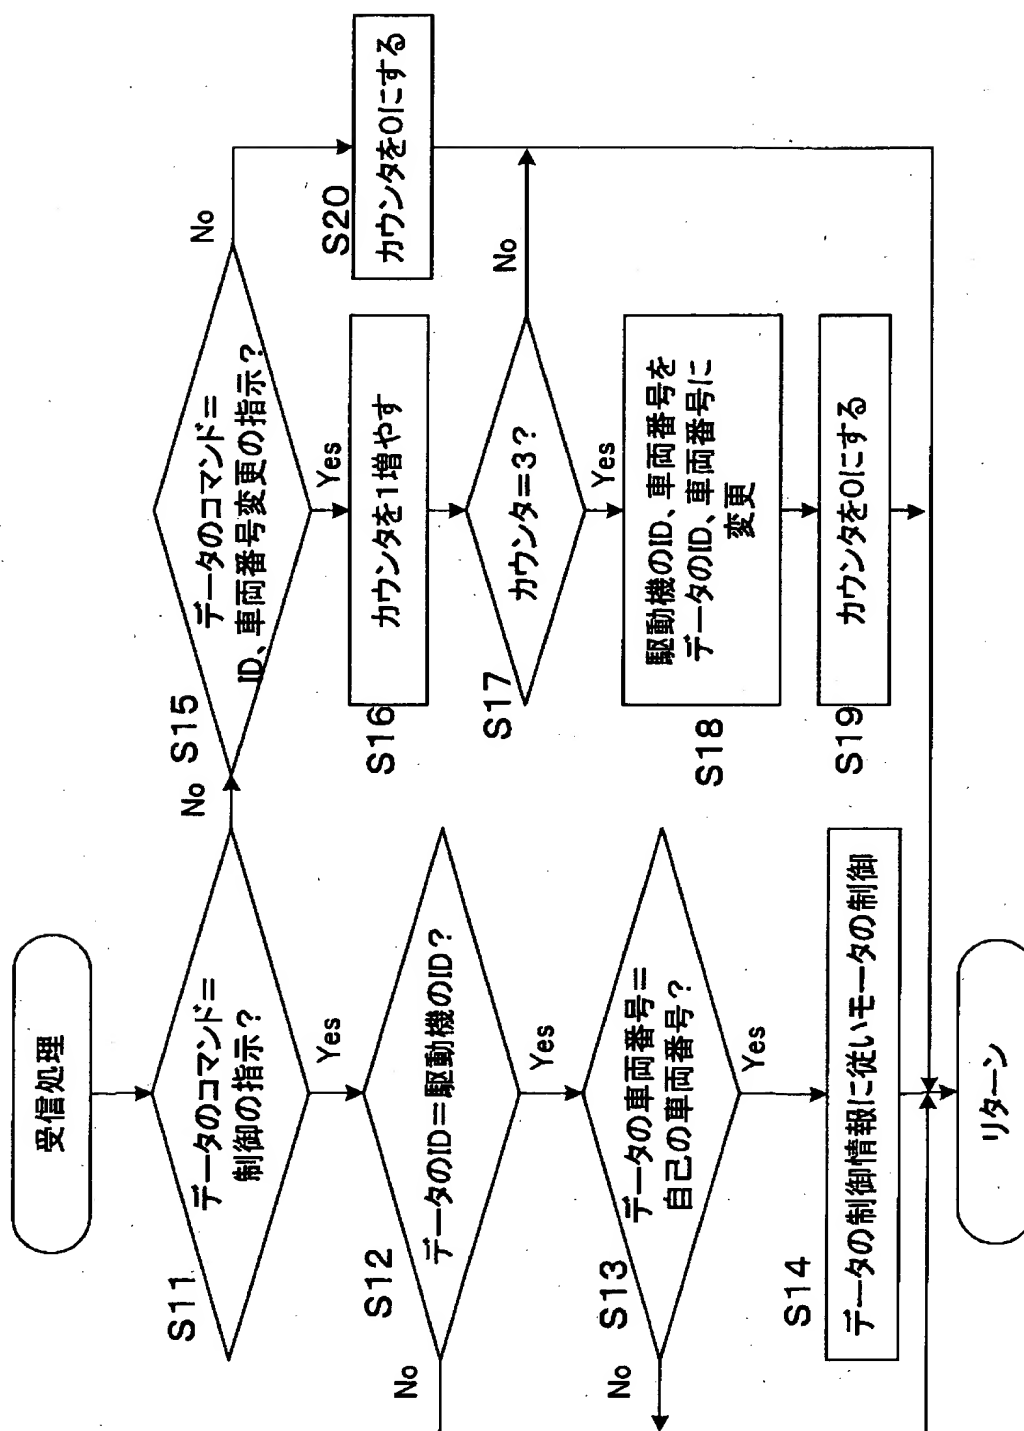 受信処理
S11
データのコマンド＝
制御の指示？
No
Yes
S12
データのID＝駆動機のID？
No
Yes
S13
データの車両番号＝
自己の車両番号？
No
Yes
S14
データの制御情報に従いモータの制御
リターン
S15
データのコマンド＝
ID、車両番号変更の指示？
No
Yes
S16
カウンタを1増やす
S17
カウンタ＝3？
No
Yes
S18
駆動機のID、車両番号を
データのID、車両番号に
変更
S19
カウンタを0にする
S20
カウンタを0にする